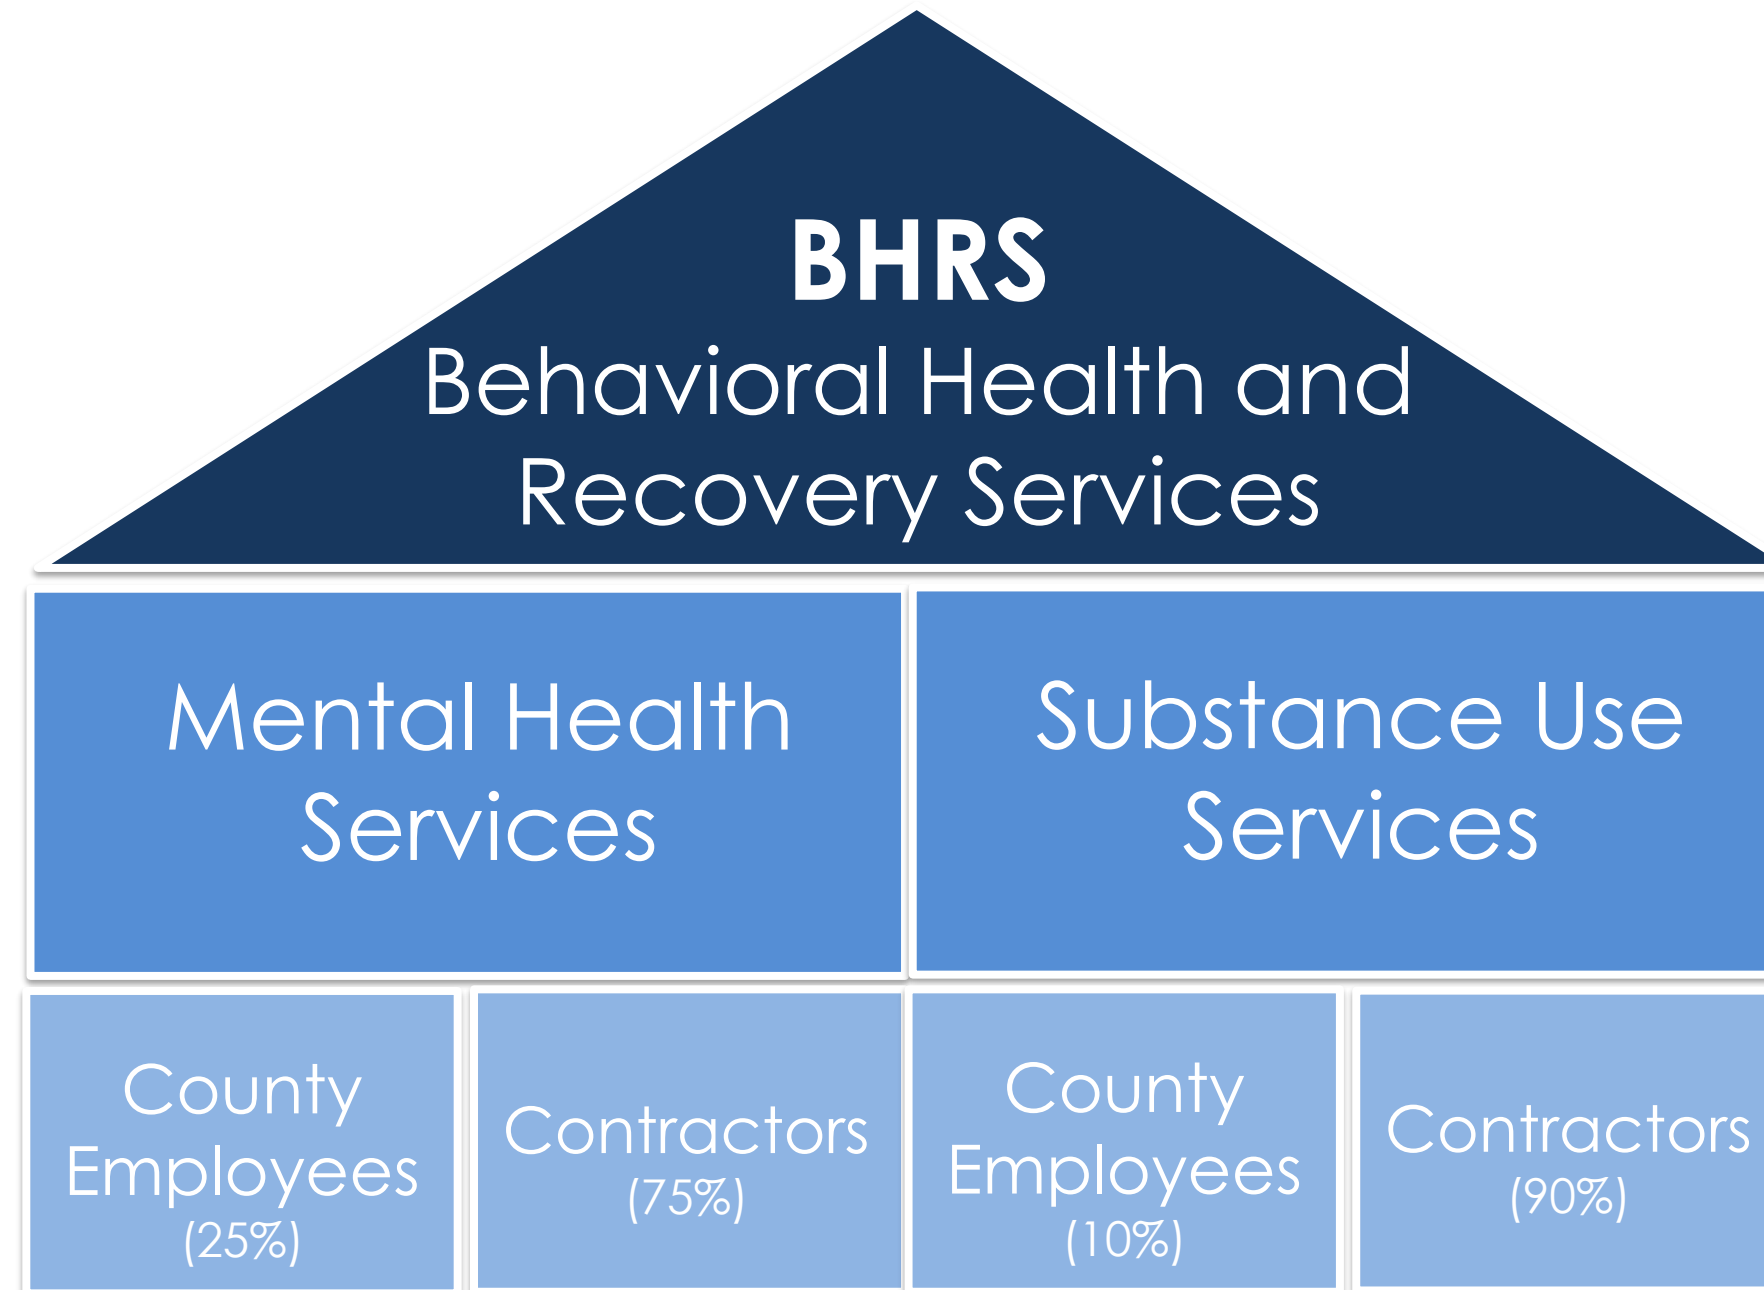 BHRS
Behavioral Health and
Recovery Services
Mental Health
Services
Substance Use
Services
County
Employees
(25%)
Contractors
(75%)
County
Employees
(10%)
Contractors
(90%)